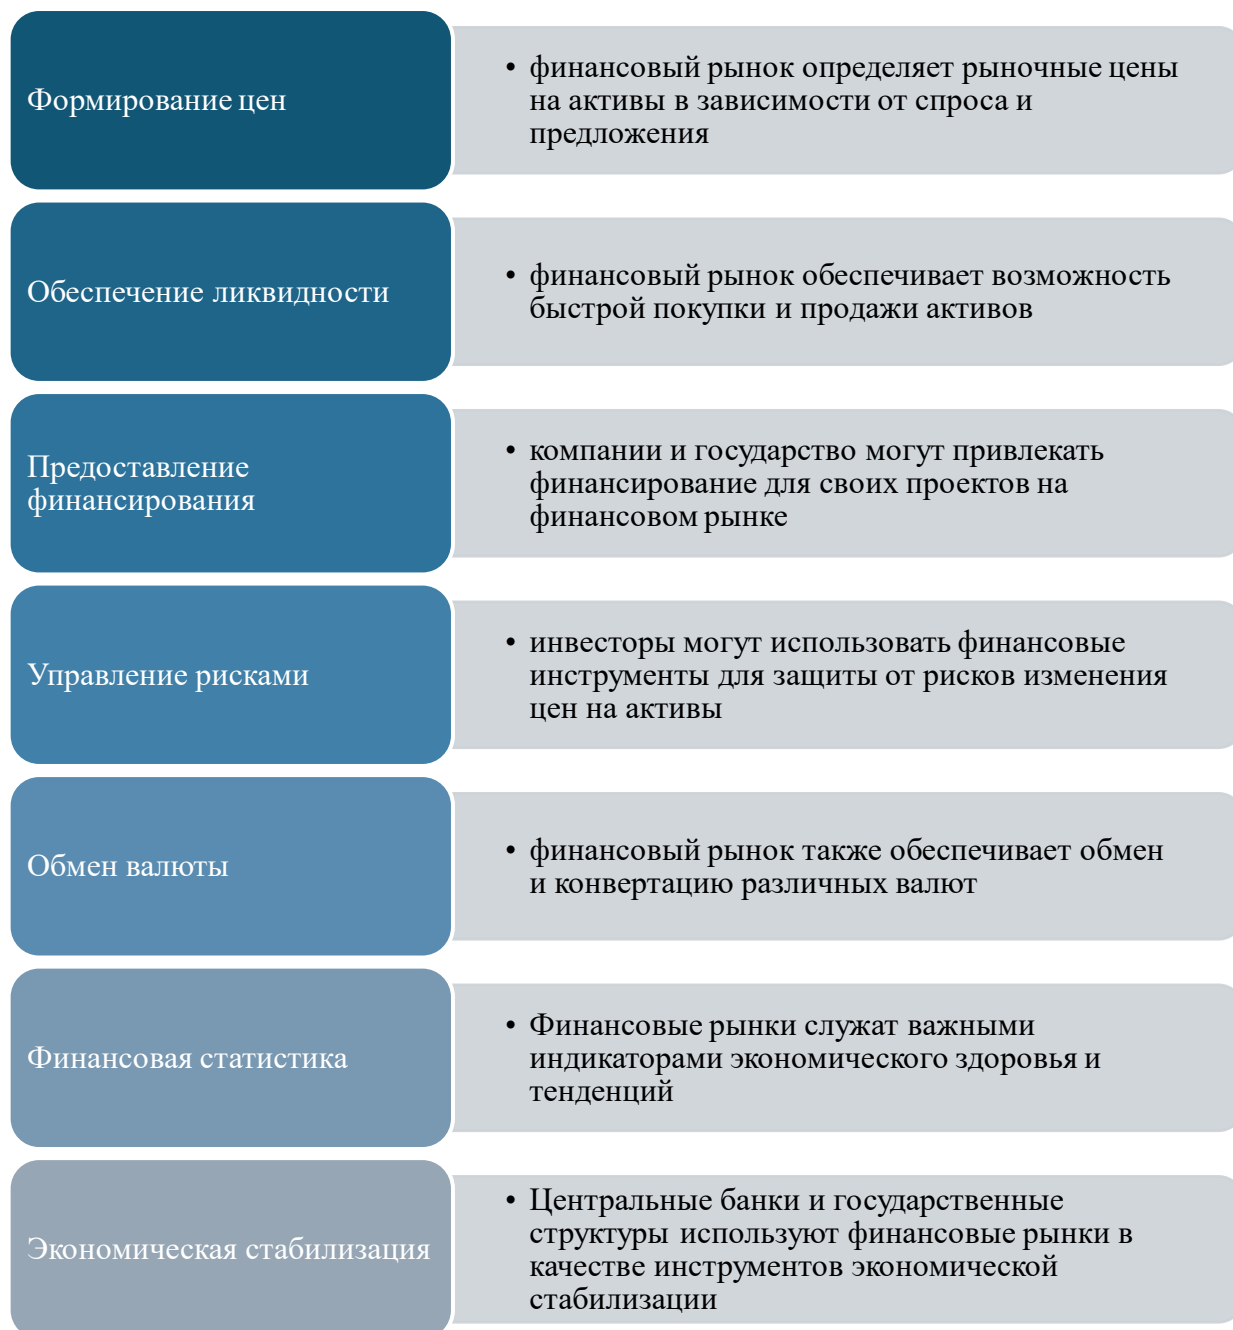 Формирование цен
• финансовый рынок определяет рыночные цены
на активы в зависимости от спроса и
предложения
Обеспечение ликвидности
• финансовый рынок обеспечивает возможность
быстрой покупки и продажи активов
Предоставление
финансирования
• компании и государство могут привлекать
финансирование для своих проектов на
финансовом рынке
Управление рисками
• инвесторы могут использовать финансовые
инструменты для защиты от рисков изменения
цен на активы
Обмен валюты
• финансовый рынок также обеспечивает обмен
и конвертацию различных валют
Финансовая статистика
• Финансовые рынки служат важными
индикаторами экономического здоровья и
тенденций
Экономическая стабилизация
• Центральные банки и государственные
структуры используют финансовые рынки в
качестве инструментов экономической
стабилизации